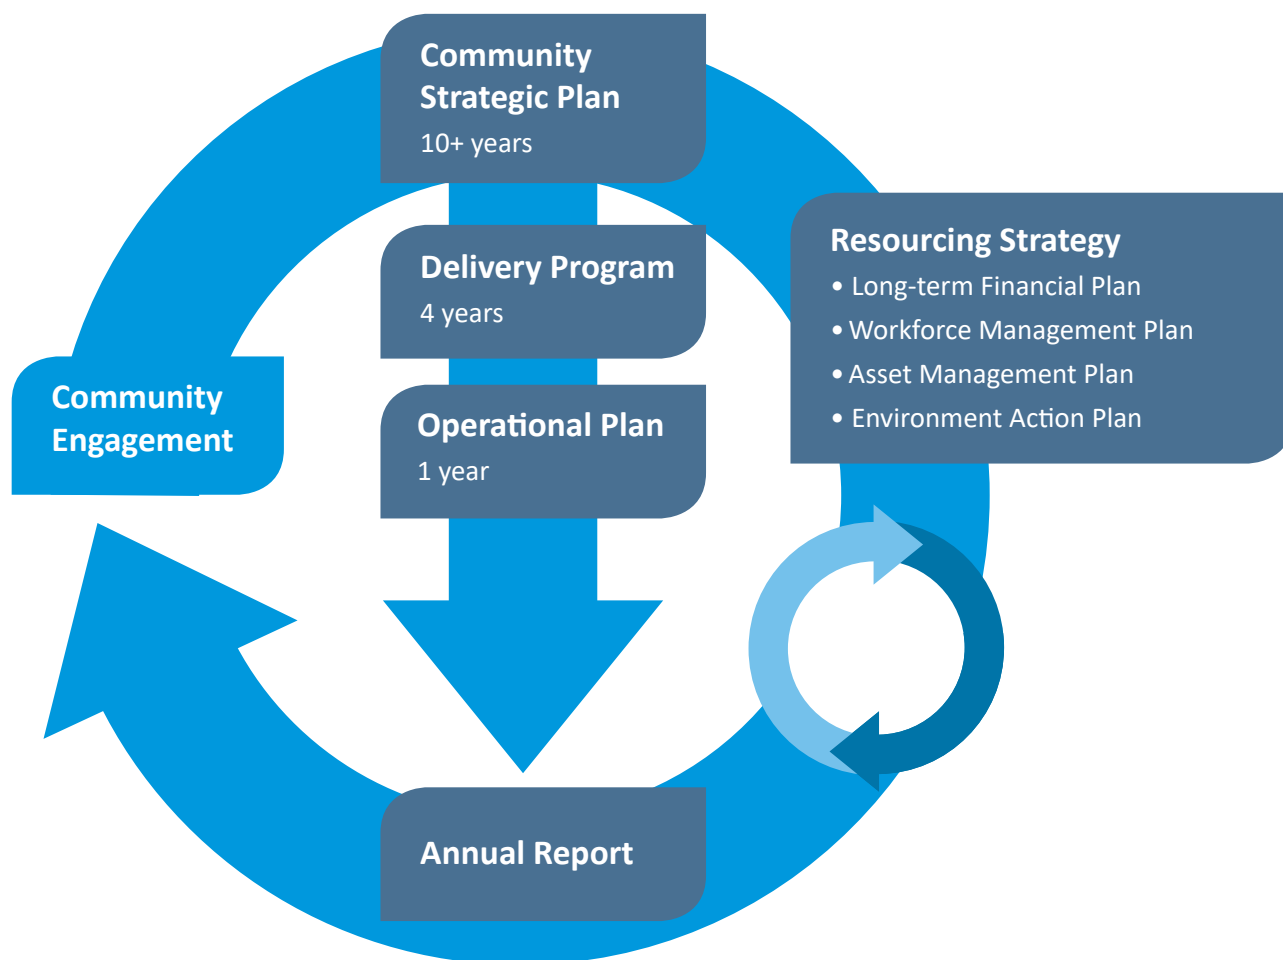 Community
Strategic Plan
10+ years
Delivery Program
4 years
Operational Plan
1 year
Resourcing Strategy
• Long-term Financial Plan
• Workforce Management Plan
• Asset Management Plan
• Environment Action Plan
Community
Engagement
Annual Report